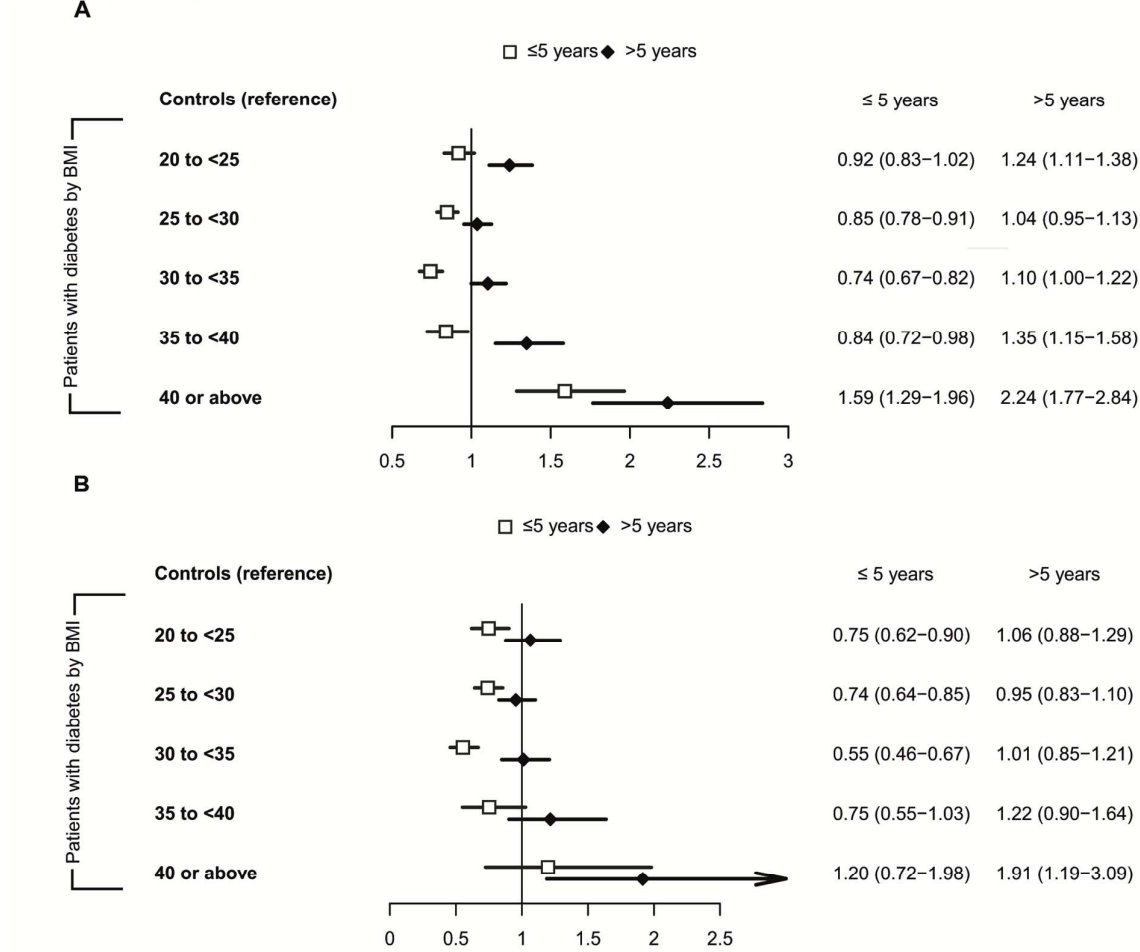 A
≤5 years >5 years
Controls (reference) ≤ 5 years >5 years
Patients with diabetes by BMI
20 to <25 0.92 (0.83−1.02) 1.24 (1.11−1.38)
25 to <30 0.85 (0.78−0.91) 1.04 (0.95−1.13)
30 to <35 0.74 (0.67−0.82) 1.10 (1.00−1.22)
35 to <40 0.84 (0.72−0.98) 1.35 (1.15−1.58)
40 or above 1.59 (1.29−1.96) 2.24 (1.77−2.84)
0.5 1 1.5 2 2.5 3
B
≤5 years >5 years
Controls (reference) ≤ 5 years >5 years
Patients with diabetes by BMI
20 to <25 0.75 (0.62−0.90) 1.06 (0.88−1.29)
25 to <30 0.74 (0.64−0.85) 0.95 (0.83−1.10)
30 to <35 0.55 (0.46−0.67) 1.01 (0.85−1.21)
35 to <40 0.75 (0.55−1.03) 1.22 (0.90−1.64)
40 or above 1.20 (0.72−1.98) 1.91 (1.19−3.09)
0 0.5 1 1.5 2 2.5